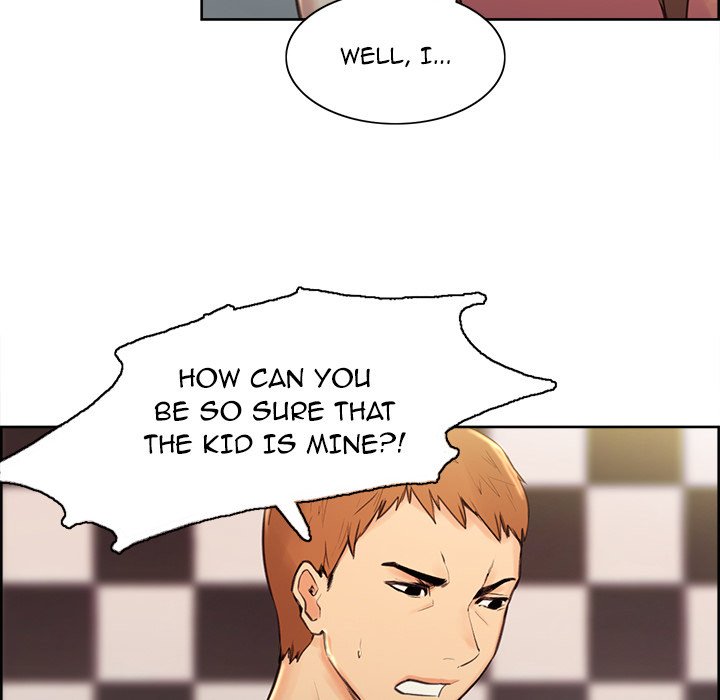 WELL, I...
HOW CAN YOU
BE SO SURE THAT
THE KID IS MINE?!